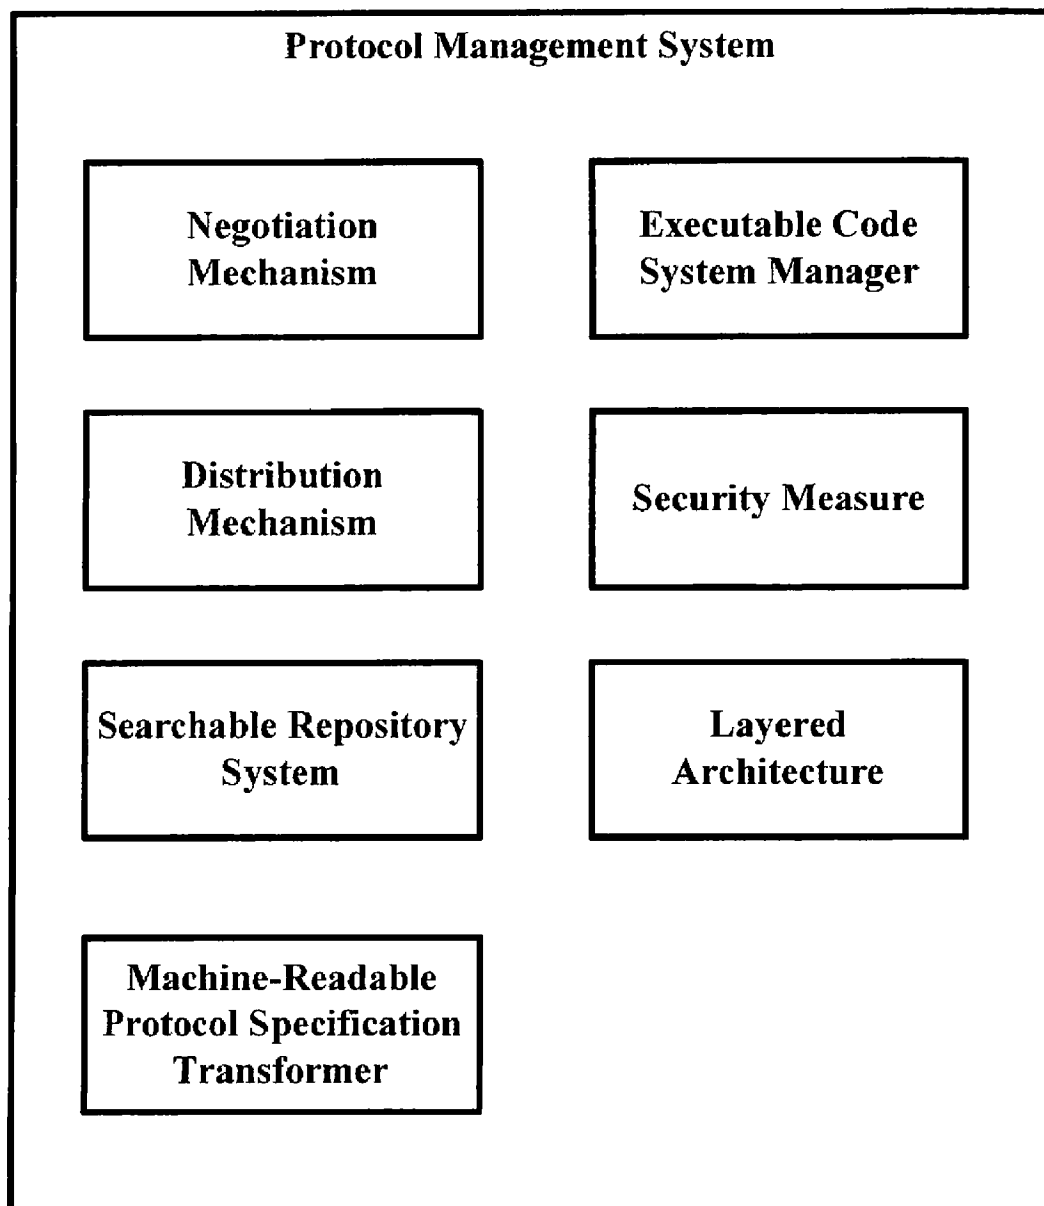 Protocol Management System
Negotiation
Mechanism
Executable Code
System Manager
Distribution
Mechanism
Security Measure
Searchable Repository
System
Layered
Architecture
Machine-Readable
Protocol Specification
Transformer